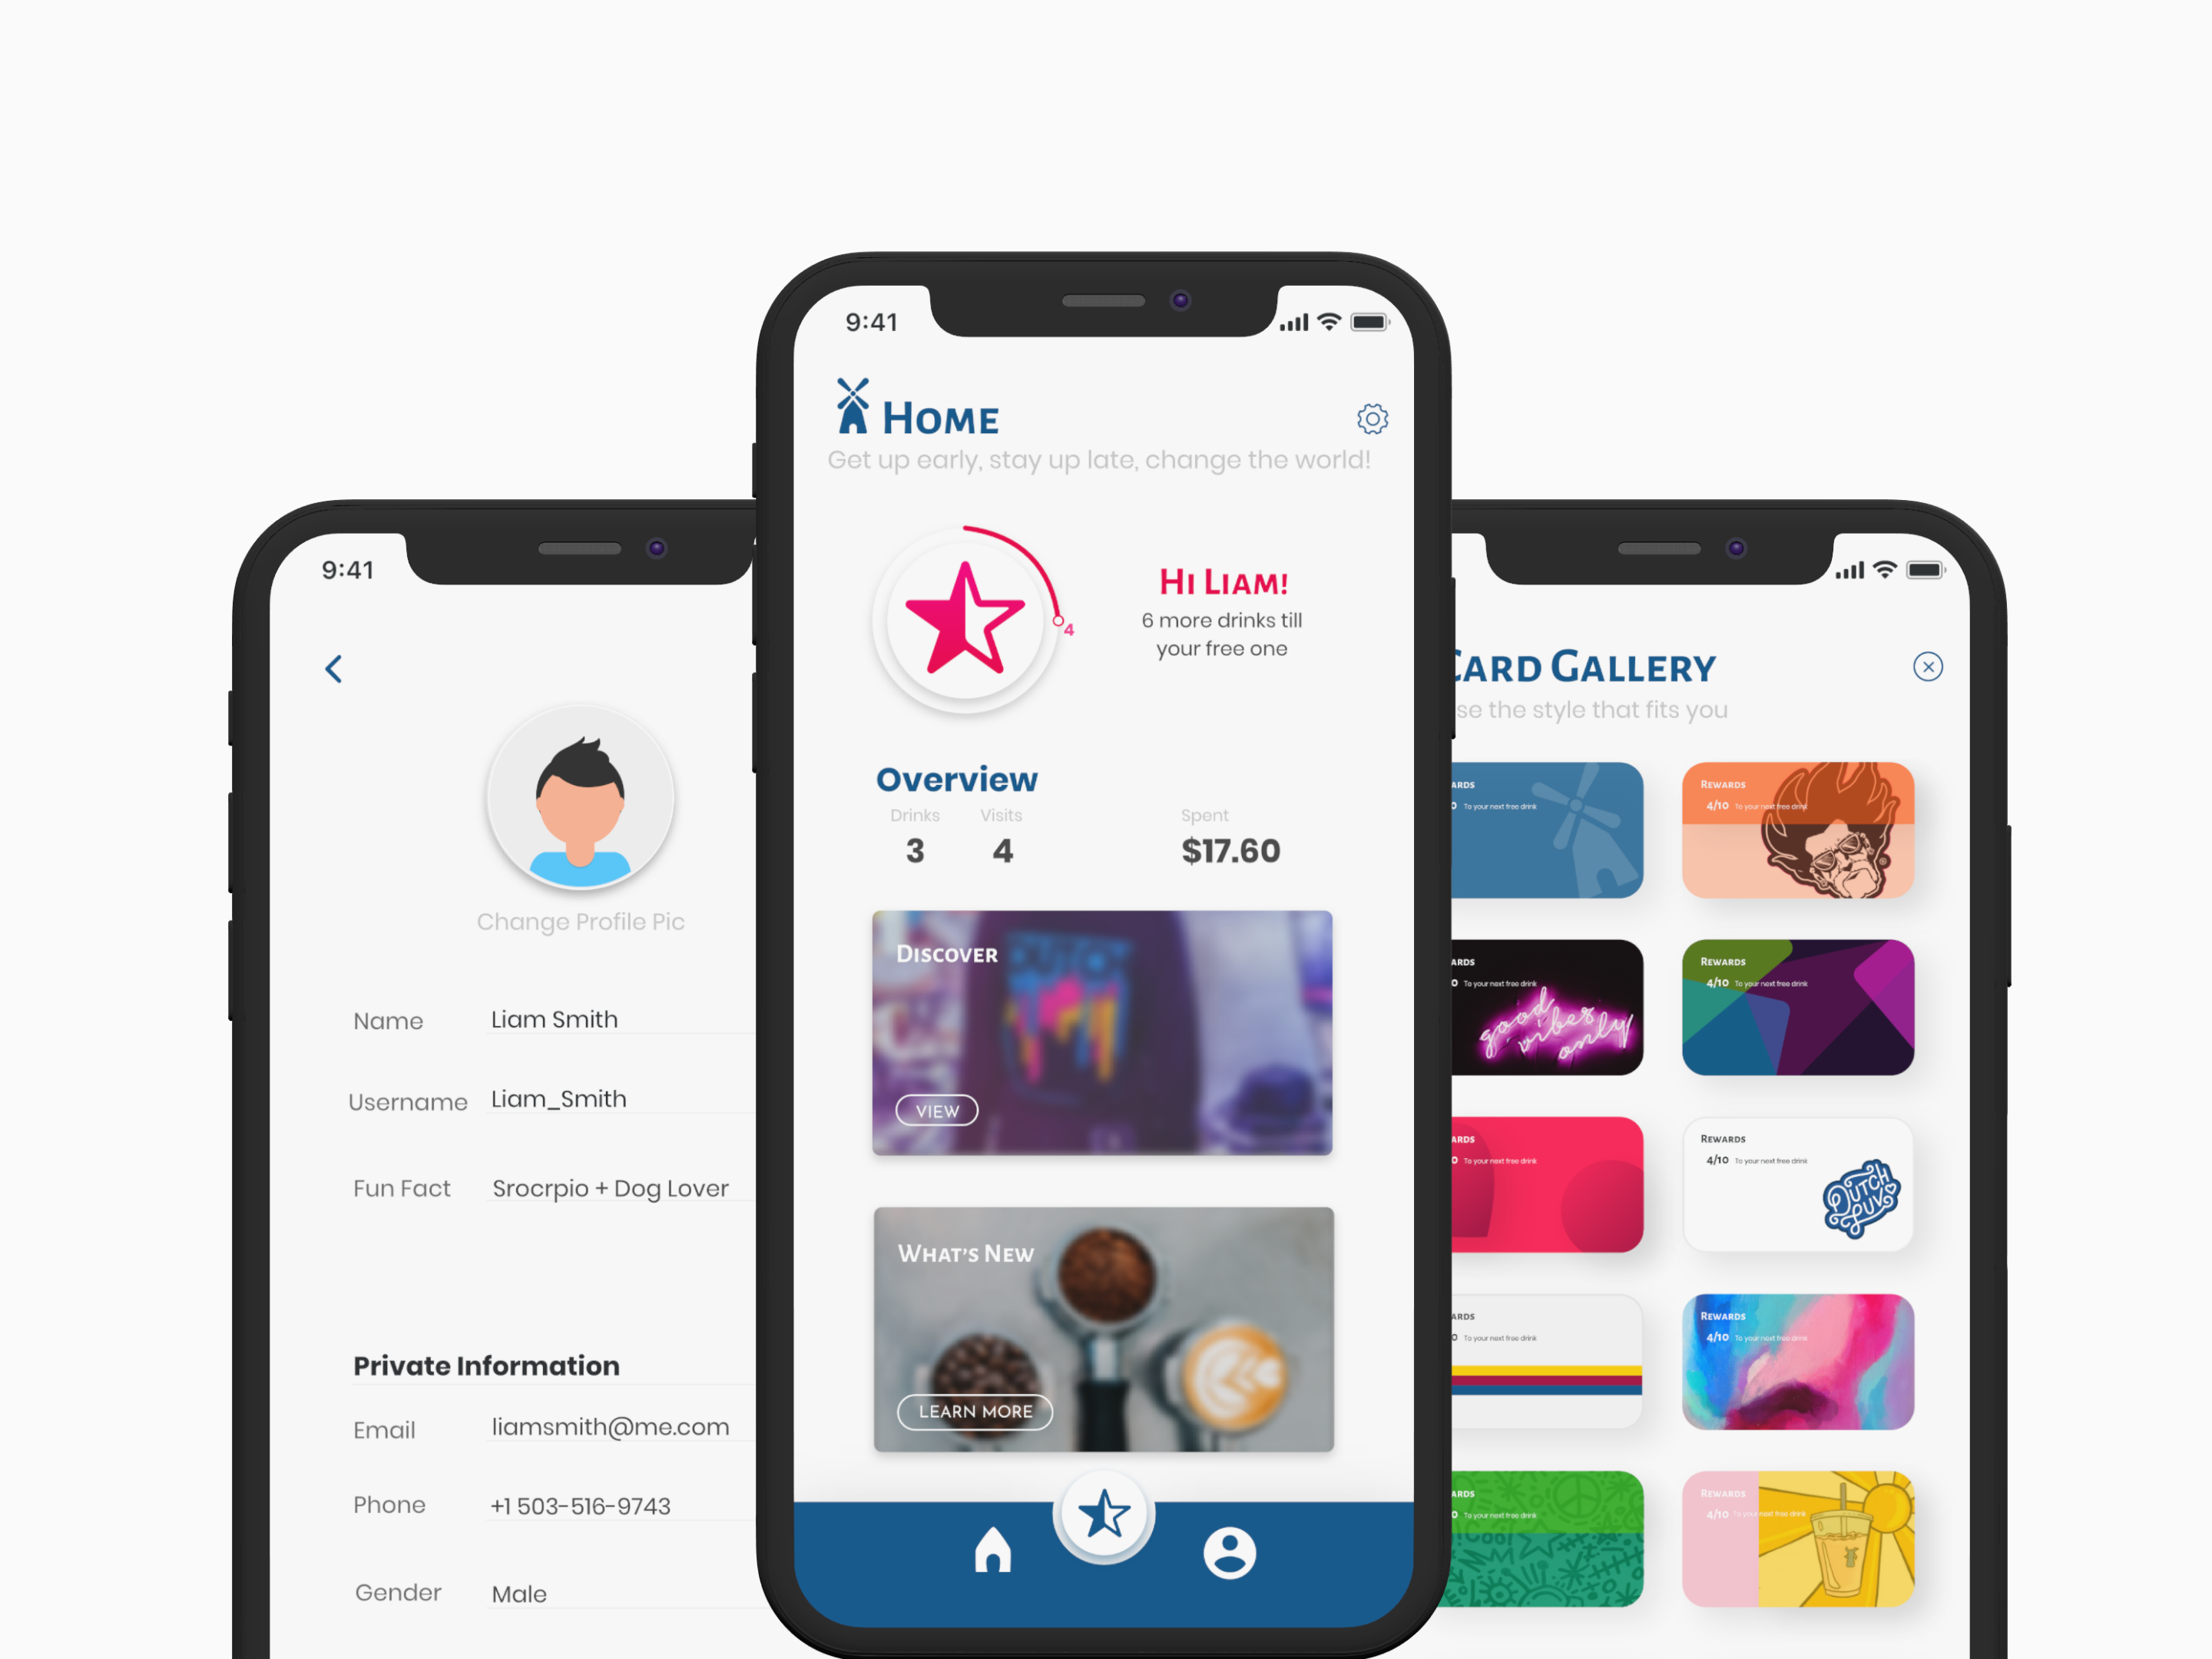 9:41
Change Profile Pic
Name Liam Smith
Username Liam_Smith
Fun Fact Srocrpio + Dog Lover
Private Information
Email liamsmith@me.com
Phone +1 503-516-9743
Gender Male
9:41
Home
Get up early, stay up late, change the world!
4
Hi Liam!
6 more drinks till
your free one
Overview
Drinks Visits Spent
3 4 $17.60
Discover
VIEW
What's New
LEARN MORE
Card Gallery
se the style that fits you
ards
0 To your next free drink
Rewards
4/10 To your next free drink
ards
0 To your next free drink
good
vibes
only
Rewards
4/10 To your next free drink
ards
0 To your next free drink
Rewards
4/10 To your next free drink
Dutch
Luv
ards
0 To your next free drink
Rewards
4/10 To your next free drink
ards
0 To your next free drink
Cool
Rewards
4/10 To your next free drink